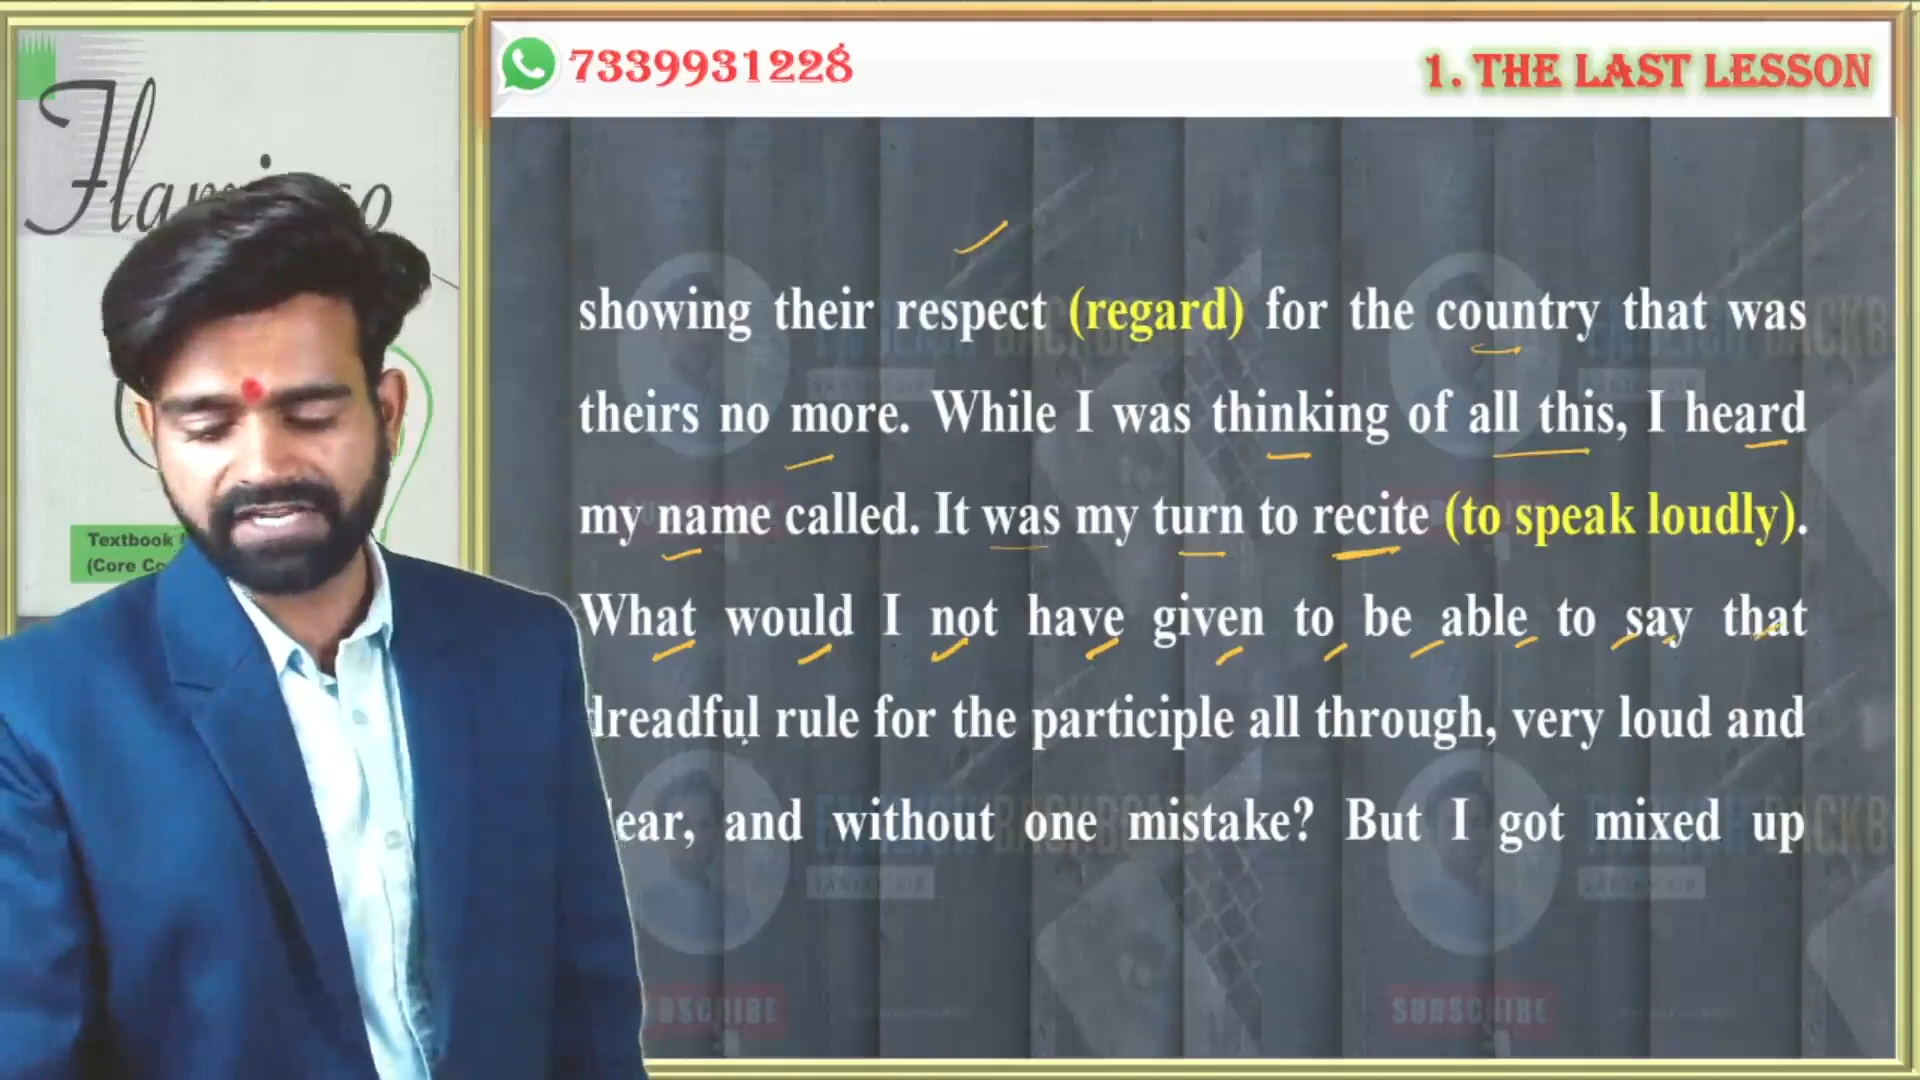 7339931228
1. THE LAST LESSON
Textbook
(Core
showing their respect (regard) for the country that was
theirs no more. While I was thinking of all this, I heard
my name called. It was my turn to recite (to speak loudly).
What would I not have given to be able to say that
dreadful rule for the participle all through, very loud and
ear, and without one mistake? But I got mixed up
SUBSCRIBE